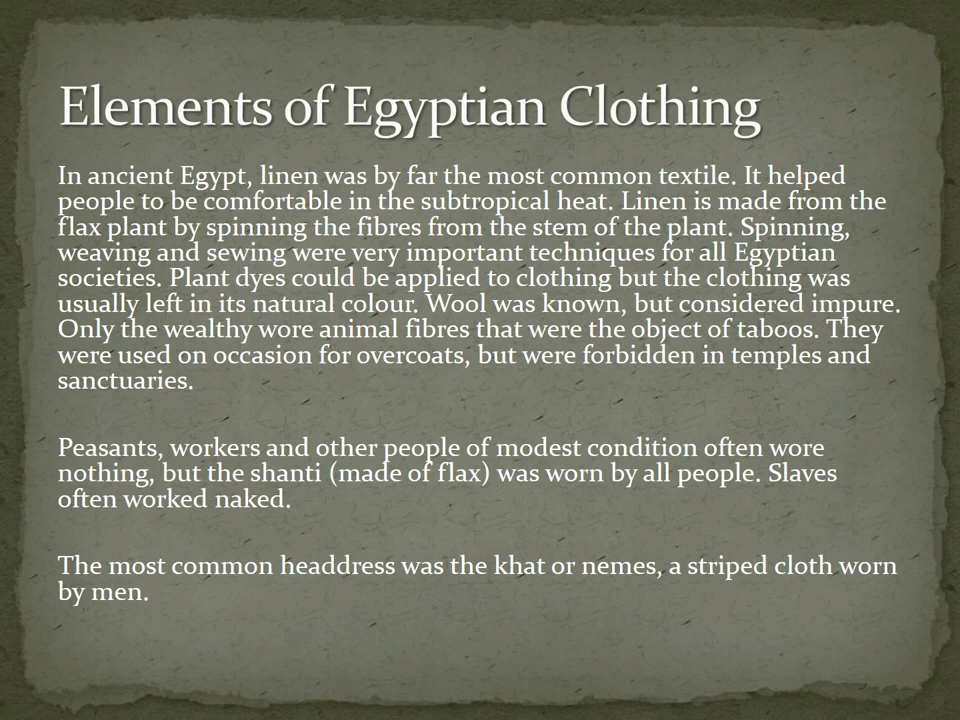 Elements of Egyptian Clothing
In ancient Egypt, linen was by far the most common textile. It helped
people to be comfortable in the subtropical heat. Linen is made from the
flax plant by spinning the fibres from the stem of the plant. Spinning,
weaving and sewing were very important techniques for all Egyptian
societies. Plant dyes could be applied to clothing but the clothing was
usually left in its natural colour. Wool was known, but considered impure.
Only the wealthy wore animal fibres that were the object of taboos. They
were used on occasion for overcoats, but were forbidden in temples and
sanctuaries.
Peasants, workers and other people of modest condition often wore
nothing, but the shanti (made of flax) was worn by all people. Slaves
often worked naked.
The most common headdress was the khat or nemes, a striped cloth worn
by men.